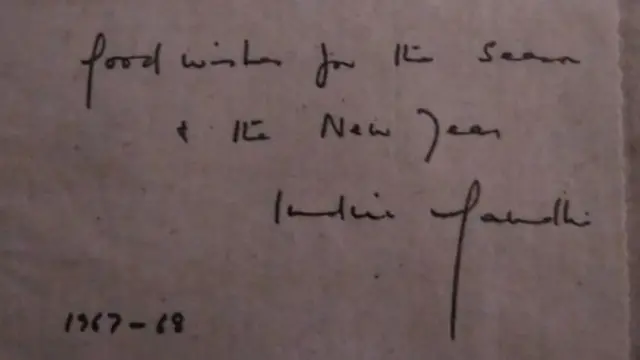 Good wishes for the Season
& the New Year
Indira Gandhi
1967-68